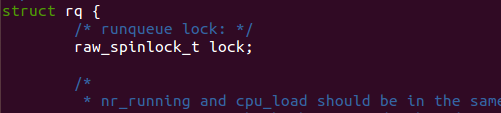 struct rq {
/* runqueue lock: */
raw_spinlock_t lock;
/*
* nr_running and cpu_load should be in the same